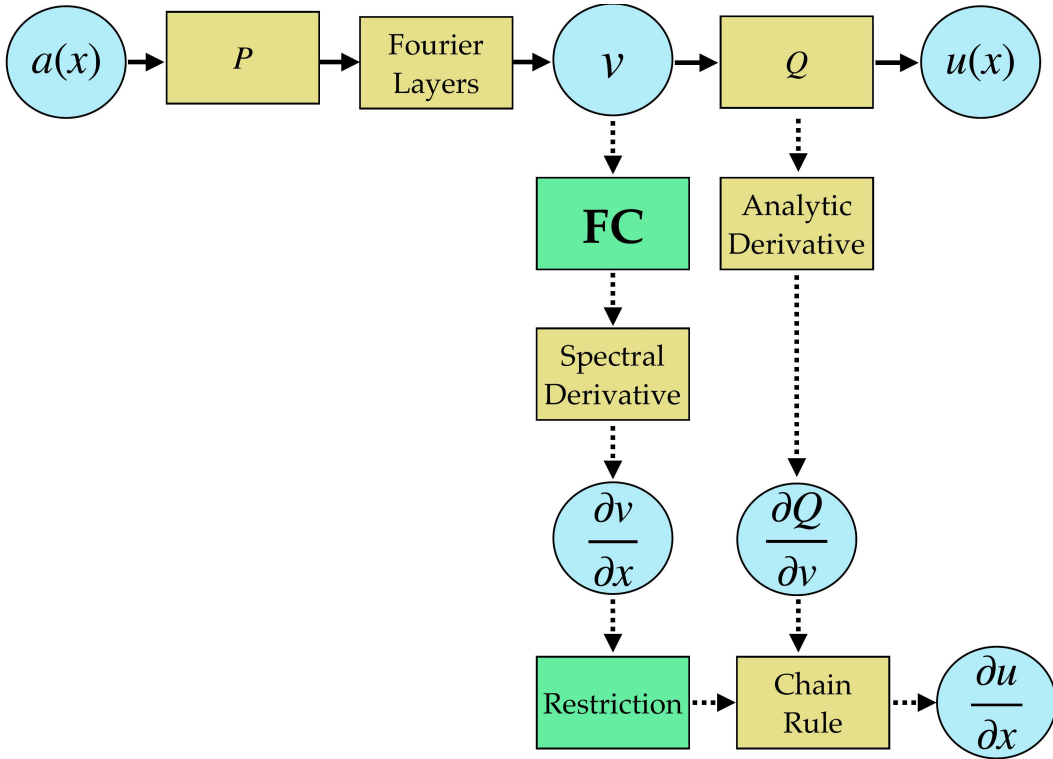 a(x)
P
Fourier
Layers
v
Q
u(x)
FC
Analytic
Derivative
Spectral
Derivative
∂v
∂x
∂Q
∂v
Restriction
Chain
Rule
∂u
∂x